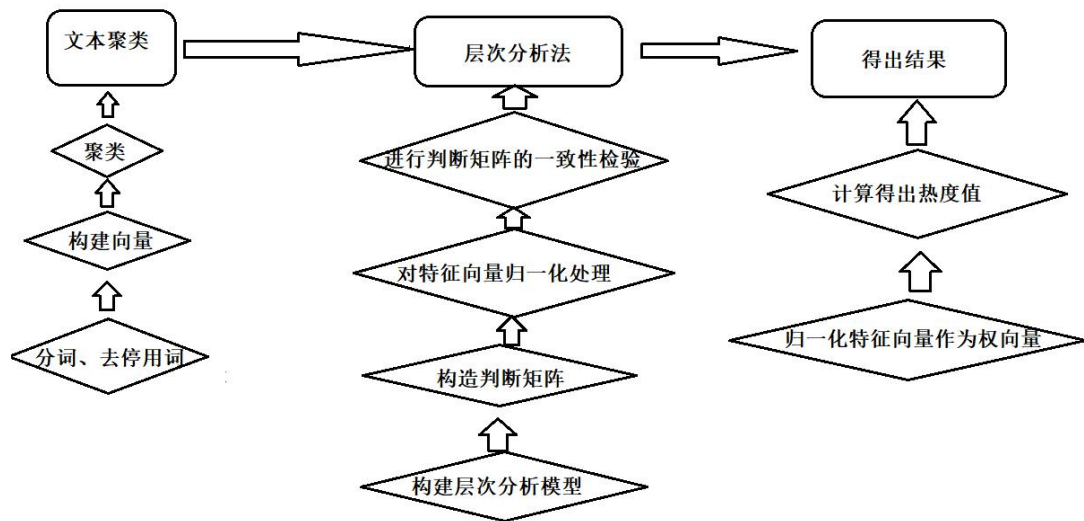 文本聚类
层次分析法
得出结果
聚类
进行判断矩阵的一致性检验
计算得出热度值
构建向量
对特征向量归一化处理
归一化特征向量作为权向量
分词、去停用词
构造判断矩阵
构建层次分析模型